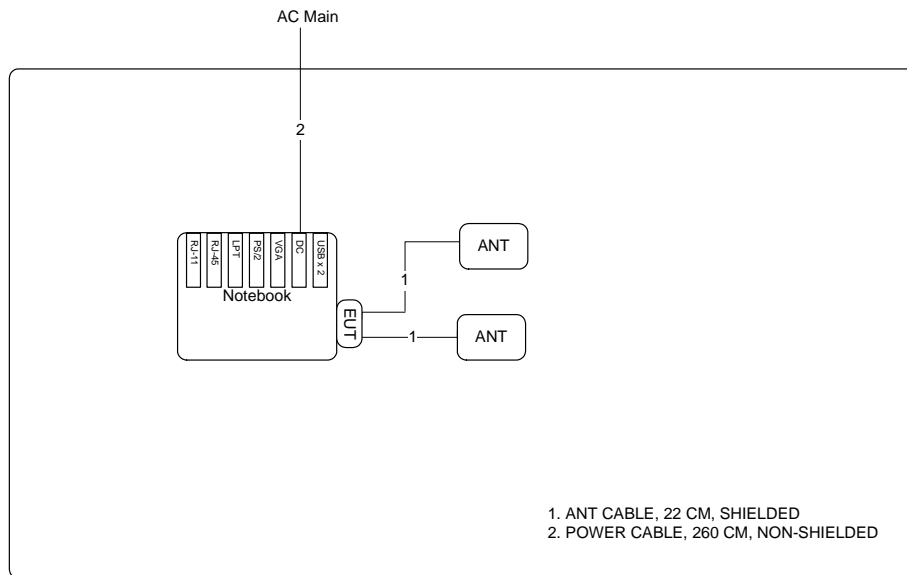 AC Main
2
RJ-11
RJ-45
LPT
PS/2
VGA
DC
USB x 2
Notebook
EUT
1
ANT
1
ANT
1. ANT CABLE, 22 CM, SHIELDED
2. POWER CABLE, 260 CM, NON-SHIELDED